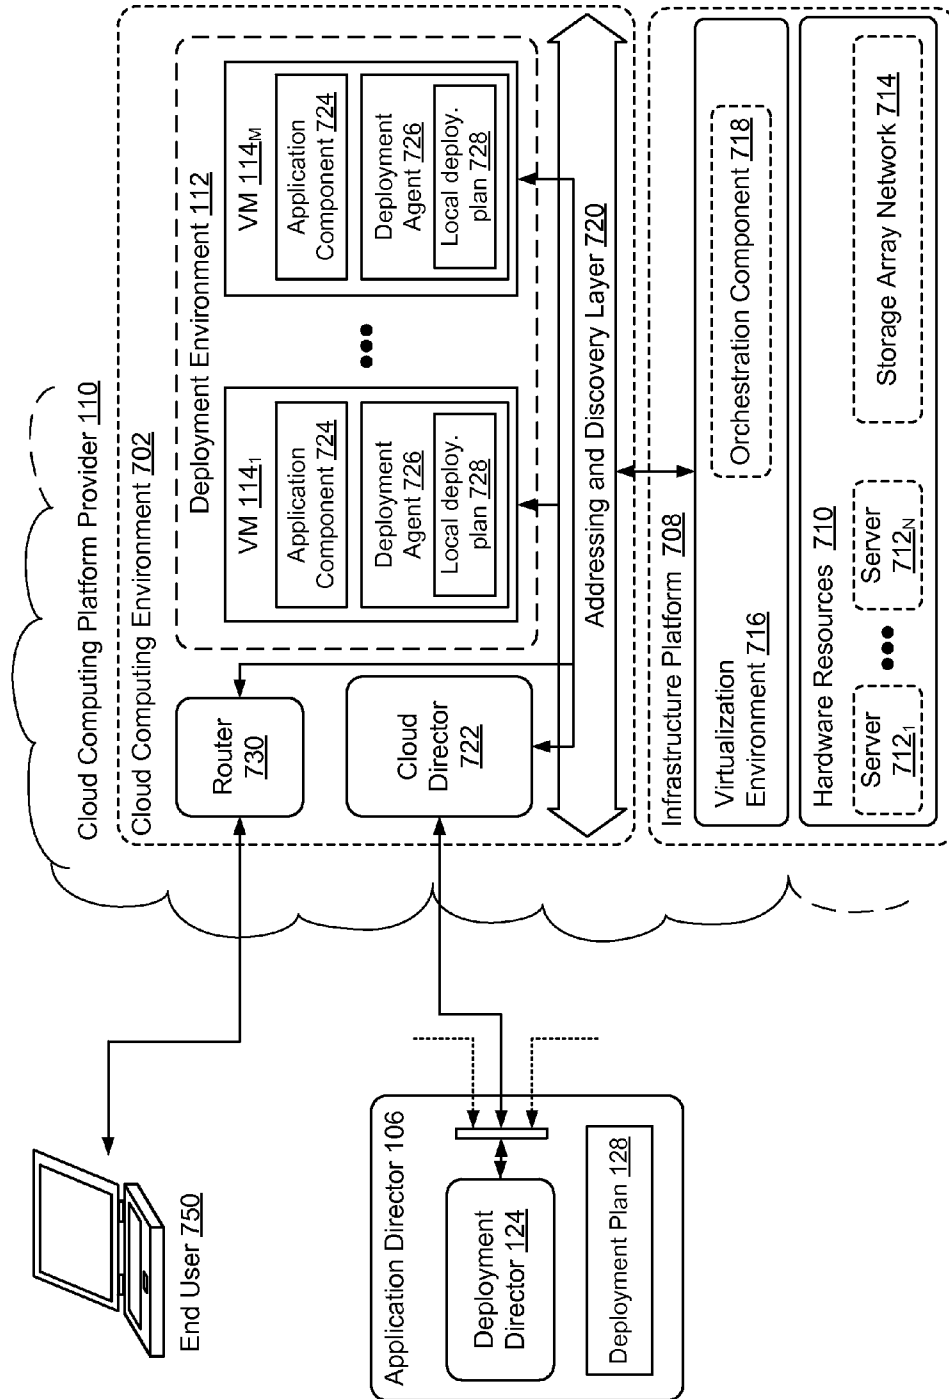 Cloud Computing Platform Provider 110
Cloud Computing Environment 702
Deployment Environment 112
Router
730
Cloud
Director
722
VM 1141
Application
Component 724
Deployment
Agent 726
Local deploy.
plan 728
VM 114M
Application
Component 724
Deployment
Agent 726
Local deploy.
plan 728
Addressing and Discovery Layer 720
Infrastructure Platform 708
Virtualization
Environment 716
Orchestration Component 718
Hardware Resources 710
Server
7121
Server
712N
Storage Array Network 714
End User 750
Application Director 106
Deployment
Director 124
Deployment Plan 128